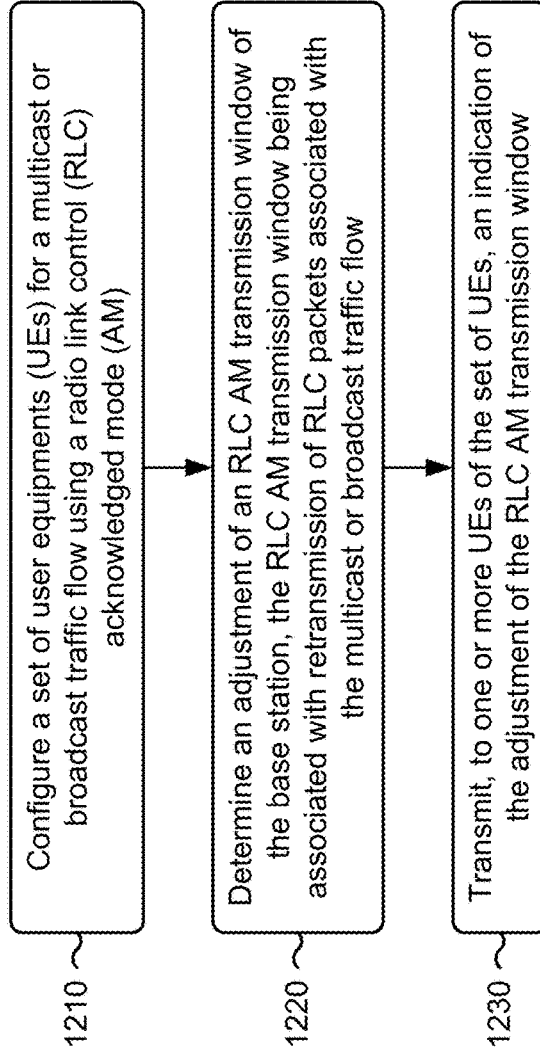 1210
Configure a set of user equipments (UEs) for a multicast or
broadcast traffic flow using a radio link control (RLC)
acknowledged mode (AM)
1220
Determine an adjustment of an RLC AM transmission window of
the base station, the RLC AM transmission window being
associated with retransmission of RLC packets associated with
the multicast or broadcast traffic flow
1230
Transmit, to one or more UEs of the set of UEs, an indication of
the adjustment of the RLC AM transmission window